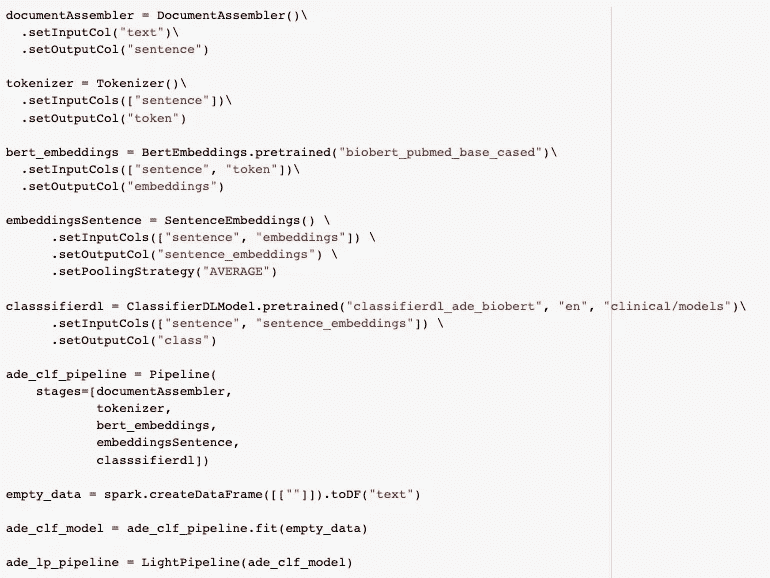 documentAssembler = DocumentAssembler()\
  .setInputCol("text")\
  .setOutputCol("sentence")

tokenizer = Tokenizer()\
  .setInputCols(["sentence"])\
  .setOutputCol("token")

bert_embeddings = BertEmbeddings.pretrained("biobert_pubmed_base_cased")\
  .setInputCols(["sentence", "token"])\
  .setOutputCol("embeddings")

embeddingsSentence = SentenceEmbeddings() \
      .setInputCols(["sentence", "embeddings"]) \
      .setOutputCol("sentence_embeddings") \
      .setPoolingStrategy("AVERAGE")

classsifierdl = ClassifierDLModel.pretrained("classifierdl_ade_biobert", "en", "clinical/models")\
      .setInputCols(["sentence", "sentence_embeddings"]) \
      .setOutputCol("class")

ade_clf_pipeline = Pipeline(
    stages=[documentAssembler,
            tokenizer,
            bert_embeddings,
            embeddingsSentence,
            classsifierdl])

empty_data = spark.createDataFrame([[""]]).toDF("text")

ade_clf_model = ade_clf_pipeline.fit(empty_data)

ade_lp_pipeline = LightPipeline(ade_clf_model)